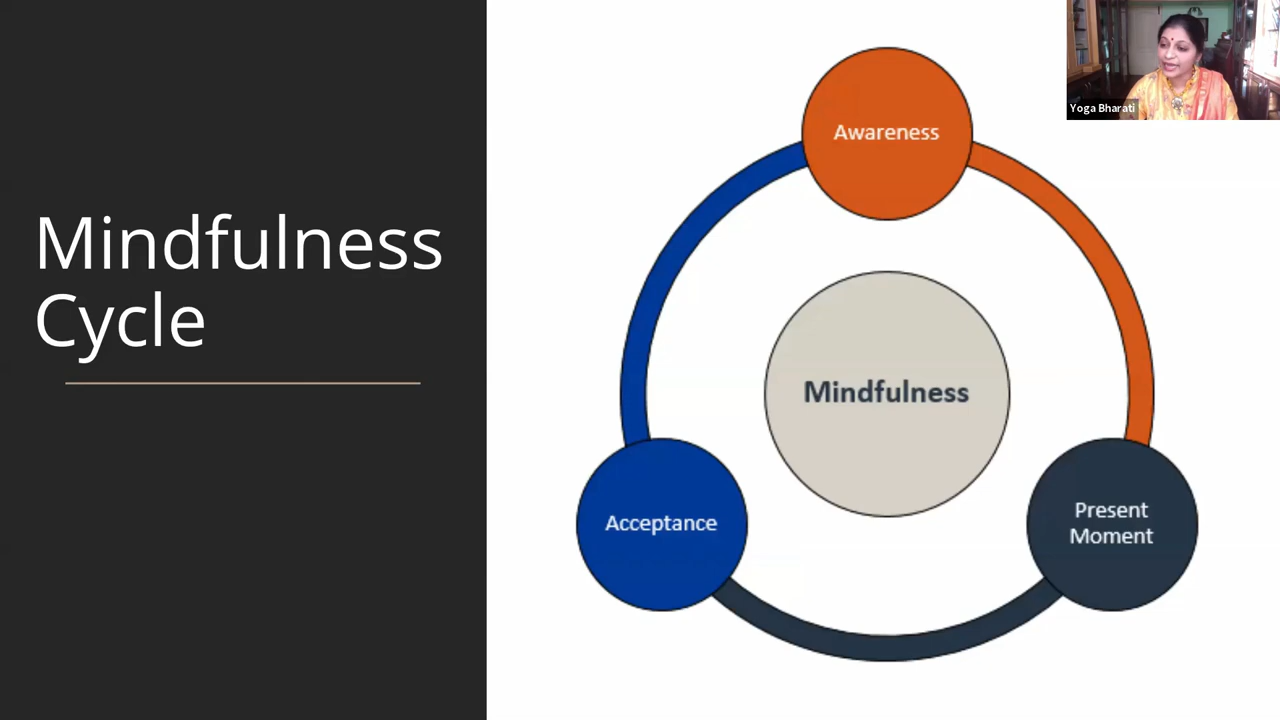 Mindfulness
Cycle
Awareness
Mindfulness
Acceptance
Present
Moment
Yoga Bharati